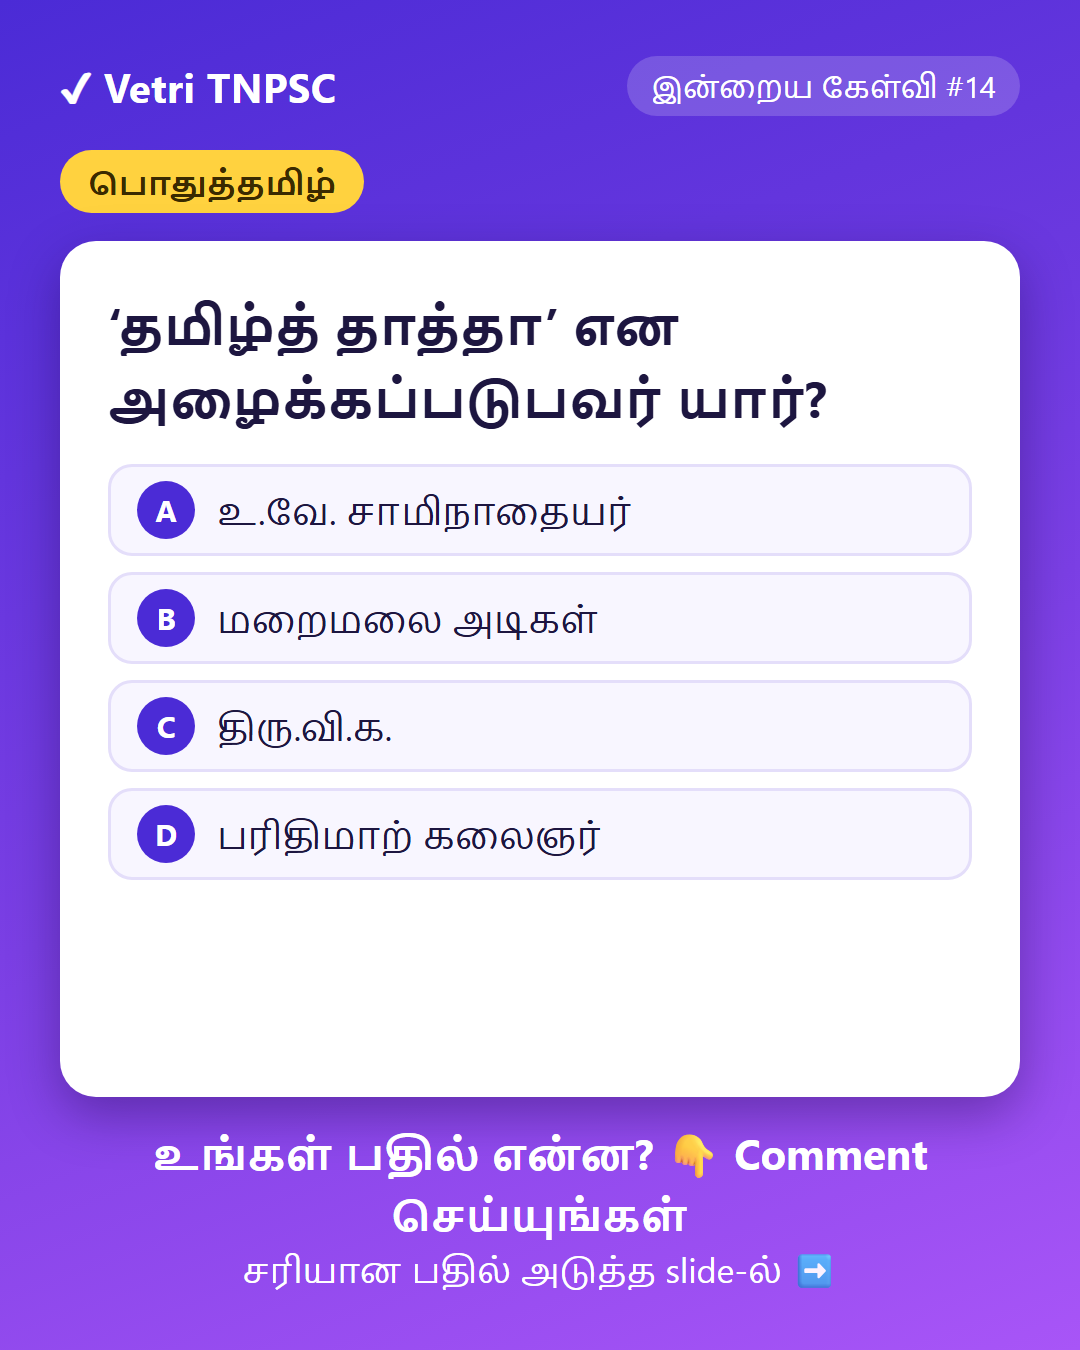 ✓ Vetri TNPSC
இன்றைய கேள்வி #14
பொதுத்தமிழ்
‘தமிழ்த் தாத்தா’ என
அழைக்கப்படுபவர் யார்?
A உ.வே. சாமிநாதையர்
B மறைமலை அடிகள்
C திரு.வி.க.
D பரிதிமாற் கலைஞர்
உங்கள் பதில் என்ன? 👇 Comment
செய்யுங்கள்
சரியான பதில் அடுத்த slide-ல் ➡️